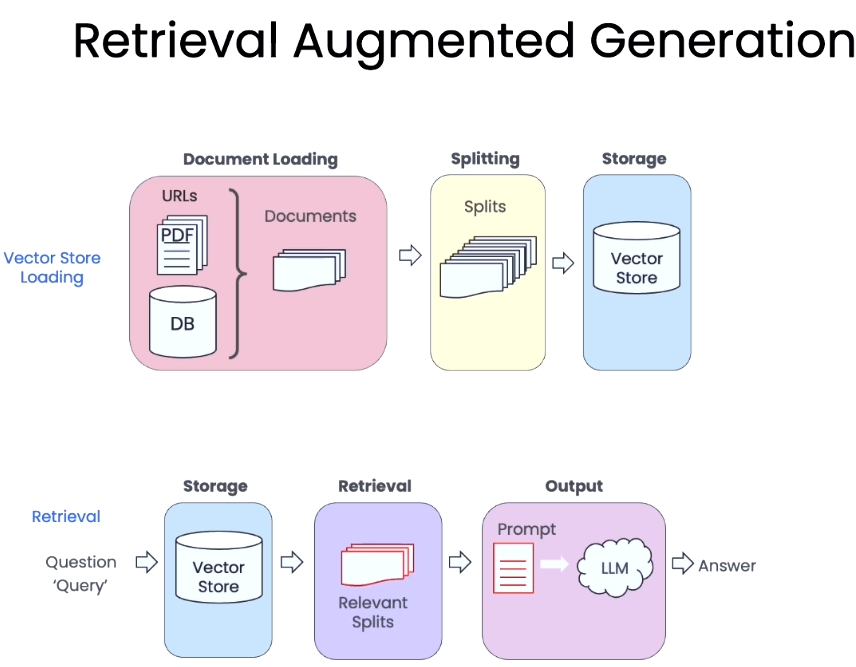 Retrieval Augmented Generation
Document Loading
Splitting
Storage
Vector Store
Loading
URLs
PDF
DB
Documents
Splits
Vector
Store
Storage
Retrieval
Output
Retrieval
Question
‘Query’
Vector
Store
Relevant
Splits
Prompt
LLM
Answer